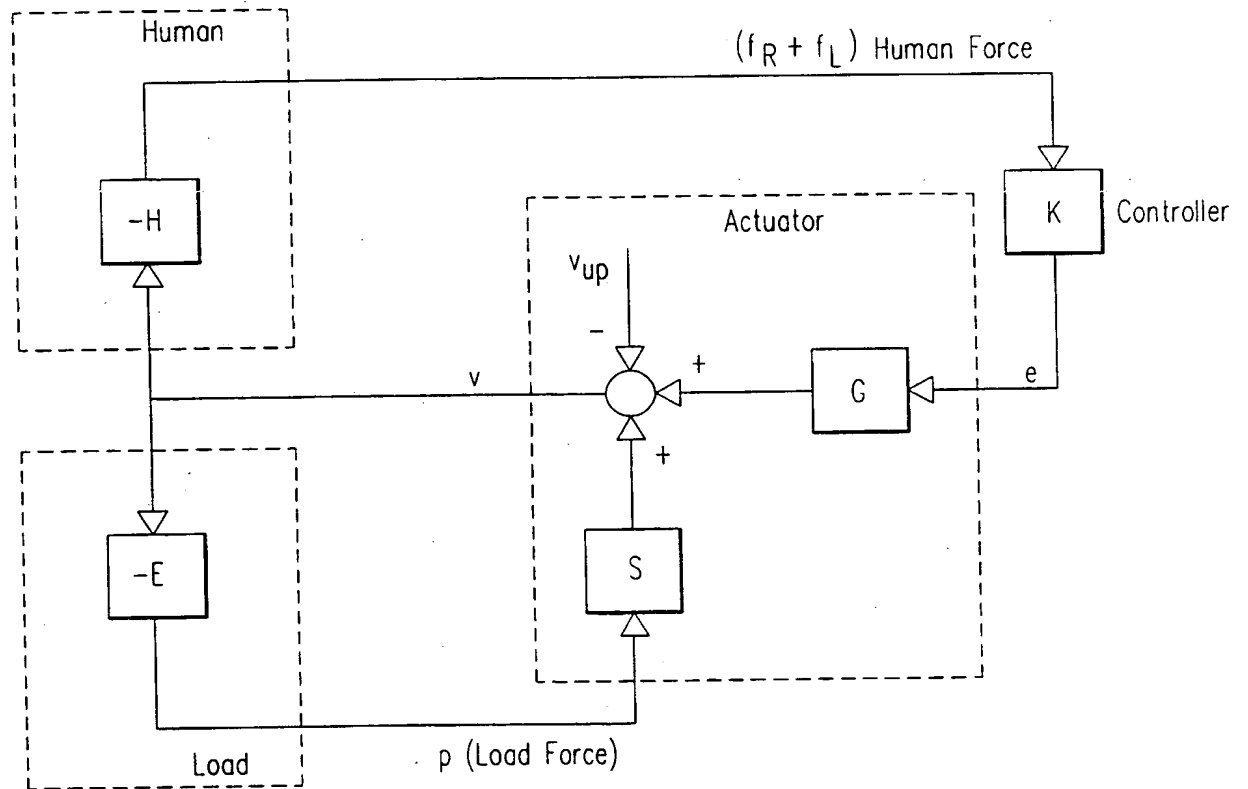 Human
(f_R + f_L) Human Force
-H
K
Controller
Actuator
v_up
-
+
v
G
e
+
-E
S
p (Load Force)
Load